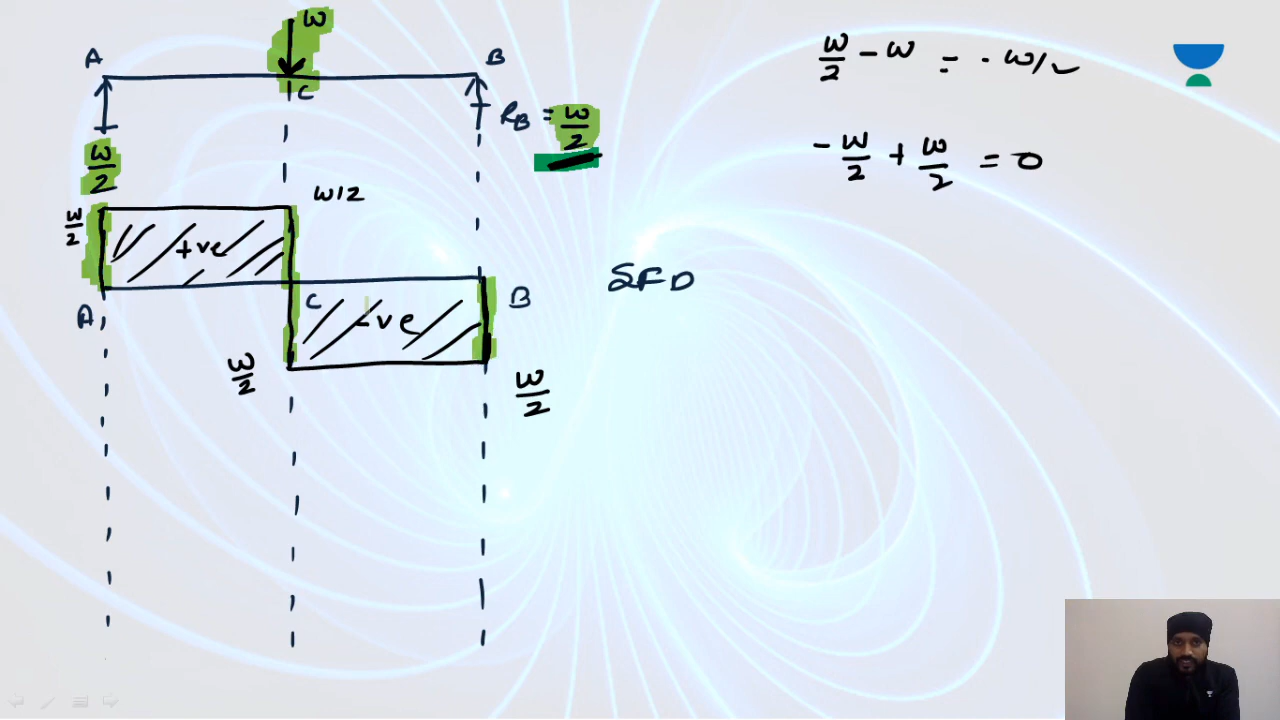 W
A
B
C
R_B = W/2
W/2
W/2 - W = - W/2
- W/2 + W/2 = 0
W/2
W/2
+ve
SFD
A
C
B
-ve
W/2
W/2